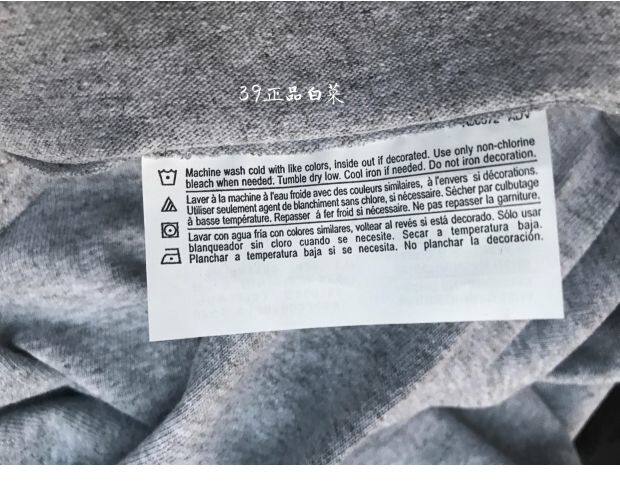 39正品白菜
Machine wash cold with like colors, Inside out if decorated. Use only non-chlorine
bleach when needed. Tumble dry low. Cool iron if needed. Do not iron decoration.
Laver à la machine à l'eau froide avec des couleurs similaires, à l'envers si décorations.
Utiliser seulement agent de blanchiment sans chlore, si nécessaire. Sécher par culbutage
à basse température. Repasser á fer froid si nécessaire. Ne pas repasser la garniture.
Lavar con agua fria con colores similares, voltear al revés si está decorado. Sólo usar
blanqueador sin cloro cuando se necesite. Secar a temperatura baja.
Planchar a temperatura baja si se necesita. No planchar la decoración.